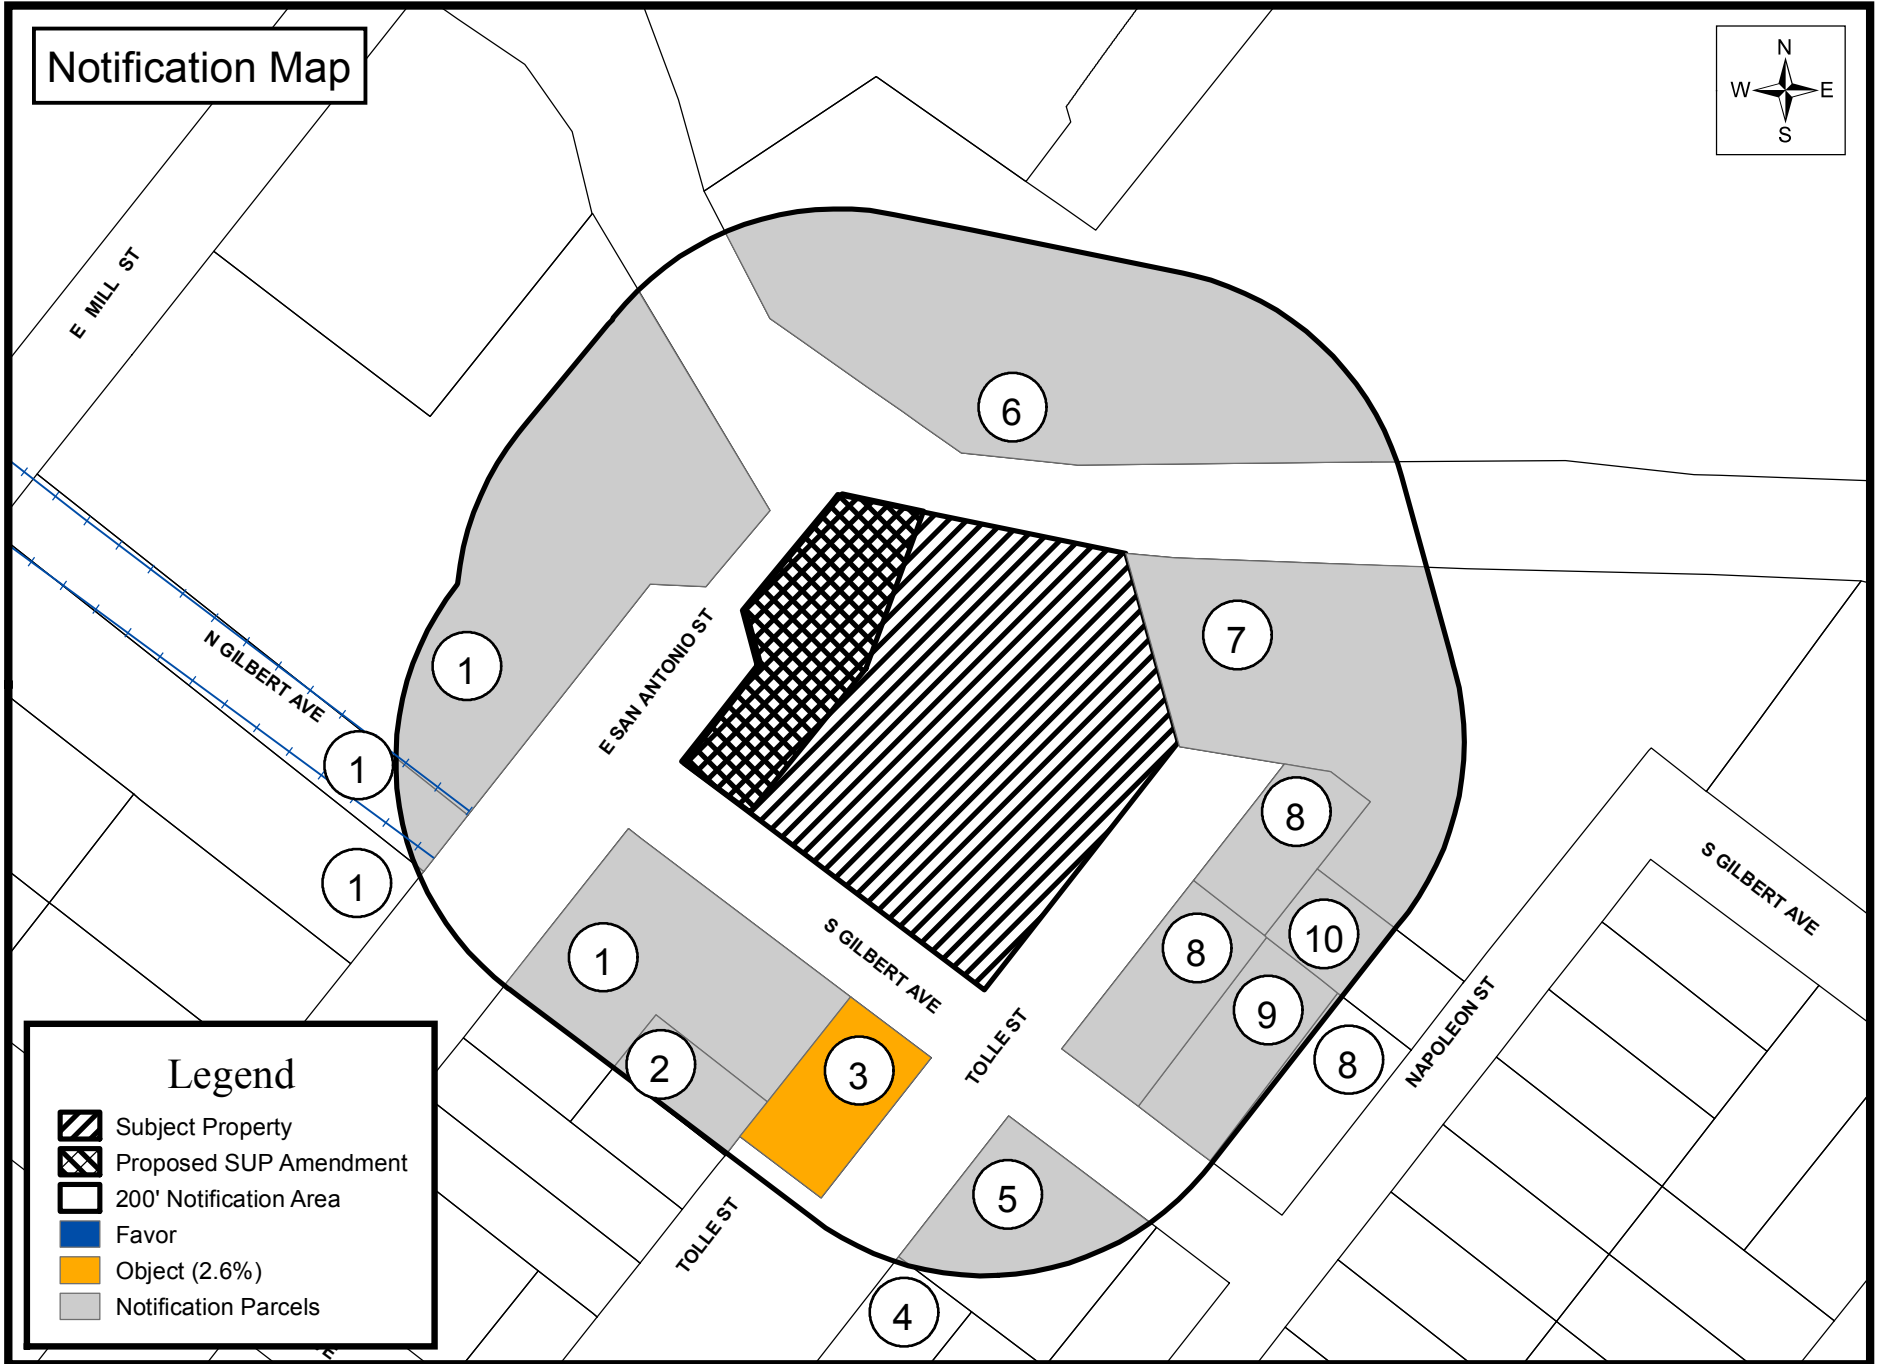 Notification Map
N
W E
S
E MILL ST
6
N GILBERT AVE
1
E SAN ANTONIO ST
7
1
8
1
S GILBERT AVE
1
S GILBERT AVE
8
10
9
NAPOLEON ST
2
3
TOLLE ST
8
5
TOLLE ST
4
Legend
Subject Property
Proposed SUP Amendment
200' Notification Area
Favor
Object (2.6%)
Notification Parcels